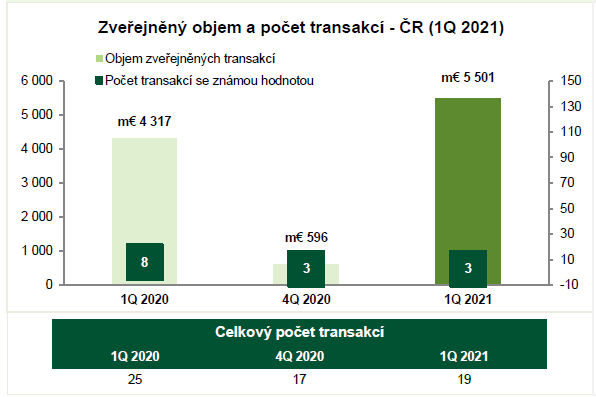 Zveřejněný objem a počet transakcí - ČR (1Q 2021)
Objem zveřejněných transakcí
Počet transakcí se známou hodnotou
6 000
5 000
4 000
3 000
2 000
1 000
0
150
130
110
90
70
50
30
10
-10
m€ 4 317
m€ 596
m€ 5 501
8
3
3
1Q 2020
4Q 2020
1Q 2021
Celkový počet transakcí
1Q 2020 4Q 2020 1Q 2021
25 17 19